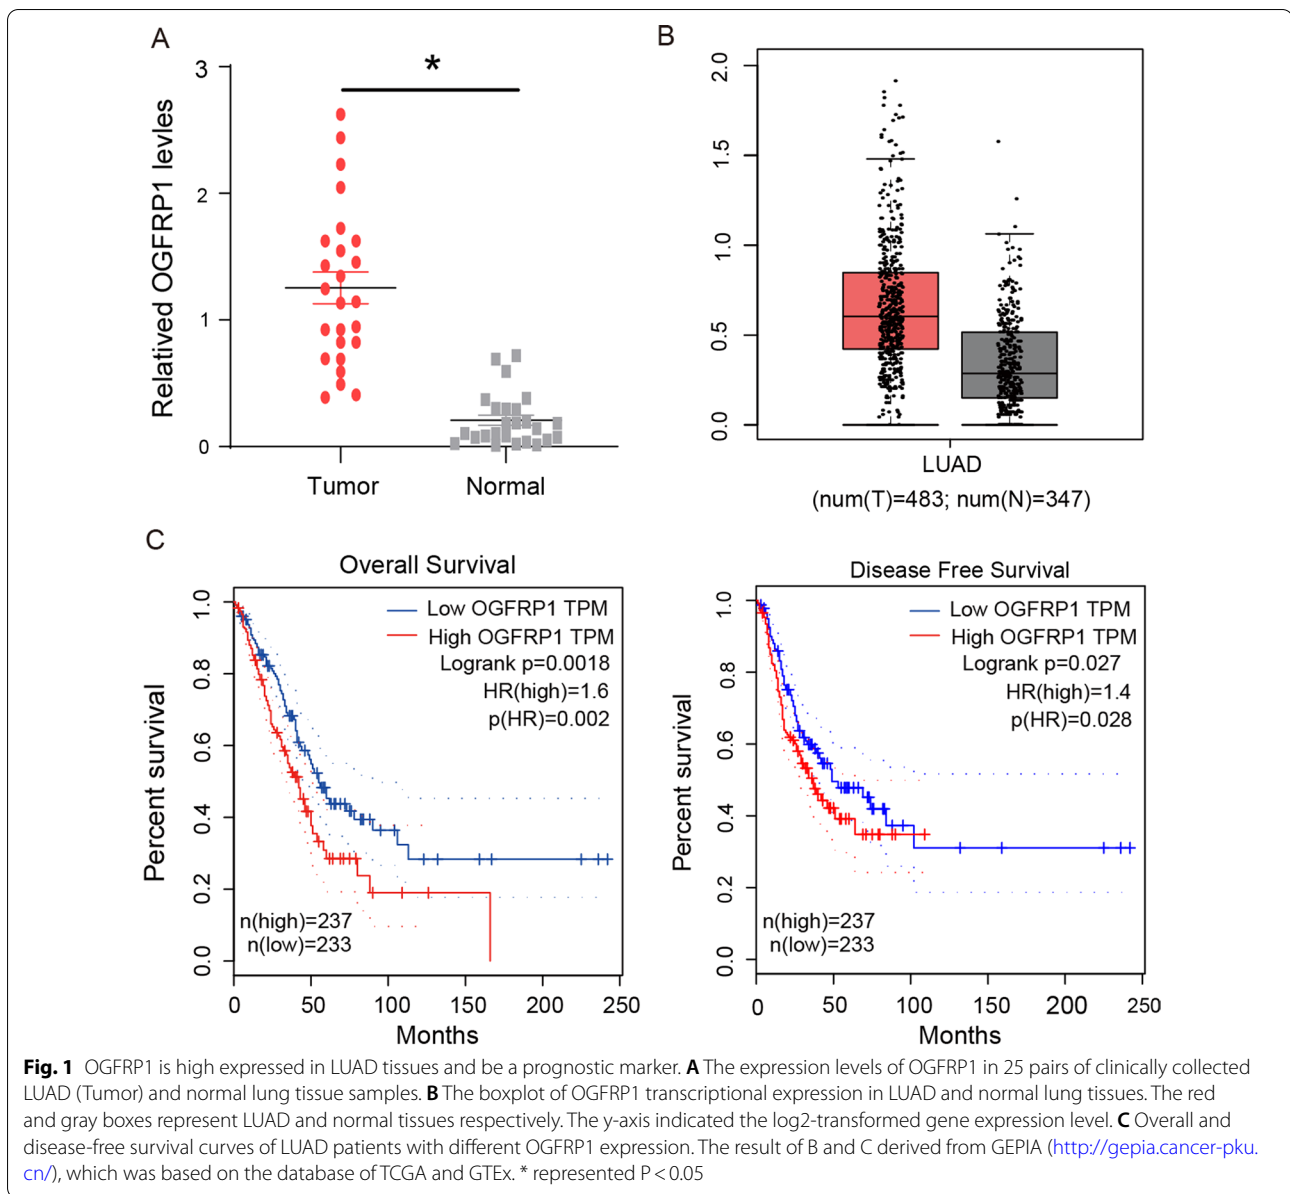 A
*
Relatived OGFRP1 levles
3
2
1
0
Tumor
Normal
B
2.0
1.5
1.0
0.5
0.0
LUAD
(num(T)=483; num(N)=347)
C
Overall Survival
Percent survival
1.0
0.8
0.6
0.4
0.2
0.0
Low OGFRP1 TPM
High OGFRP1 TPM
Logrank p=0.0018
HR(high)=1.6
p(HR)=0.002
n(high)=237
n(low)=233
0 50 100 150 200 250
Months
Disease Free Survival
Percent survival
1.0
0.8
0.6
0.4
0.2
0.0
Low OGFRP1 TPM
High OGFRP1 TPM
Logrank p=0.027
HR(high)=1.4
p(HR)=0.028
n(high)=237
n(low)=233
0 50 100 150 200 250
Months
Fig. 1 OGFRP1 is high expressed in LUAD tissues and be a prognostic marker. A The expression levels of OGFRP1 in 25 pairs of clinically collected
LUAD (Tumor) and normal lung tissue samples. B The boxplot of OGFRP1 transcriptional expression in LUAD and normal lung tissues. The red
and gray boxes represent LUAD and normal tissues respectively. The y-axis indicated the log2-transformed gene expression level. C Overall and
disease-free survival curves of LUAD patients with different OGFRP1 expression. The result of B and C derived from GEPIA (http://gepia.cancer-pku.
cn/), which was based on the database of TCGA and GTEx. * represented P < 0.05